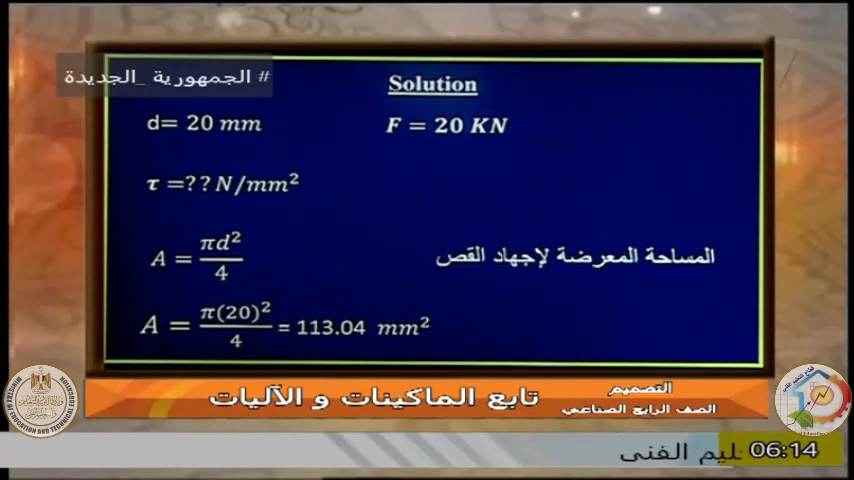 # الجمهورية _الجديدة
Solution
d= 20 mm
F = 20 KN
τ =?? N/mm²
A = πd²/4
المساحة المعرضة لإجهاد القص
A = π(20)²/4 = 113.04 mm²
التصميم
الصف الرابع الصناعي
تابع الماكينات و الآليات
06:14
الفنى